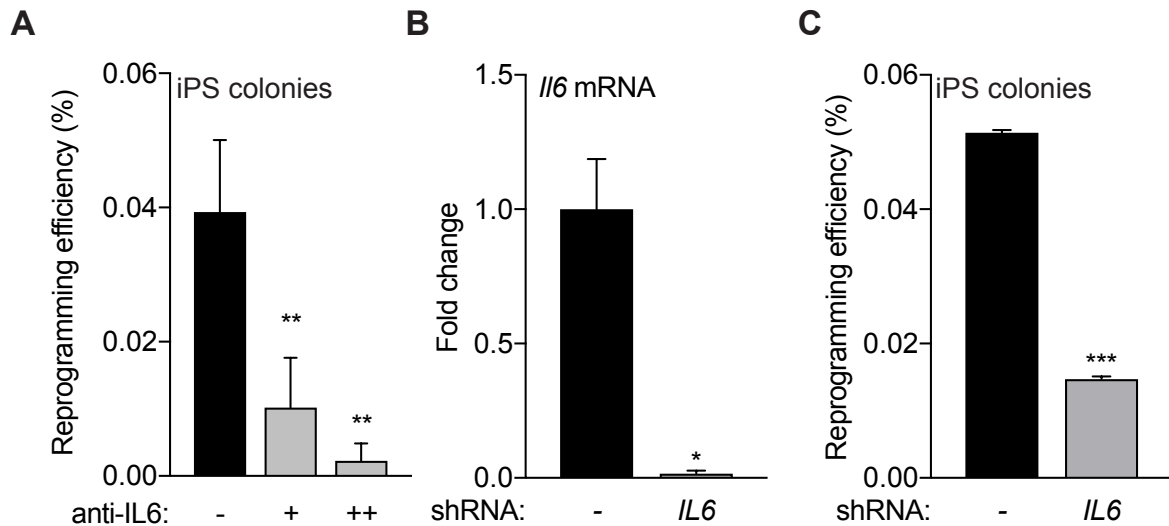 A
Reprogramming efficiency (%)
0.06
0.04
0.02
0.00
iPS colonies
**
**
anti-IL6: - + ++
B
Fold change
1.5
1.0
0.5
0.0
Il6 mRNA
*
shRNA: - IL6
C
Reprogramming efficiency (%)
0.06
0.04
0.02
0.00
iPS colonies
***
shRNA: - IL6